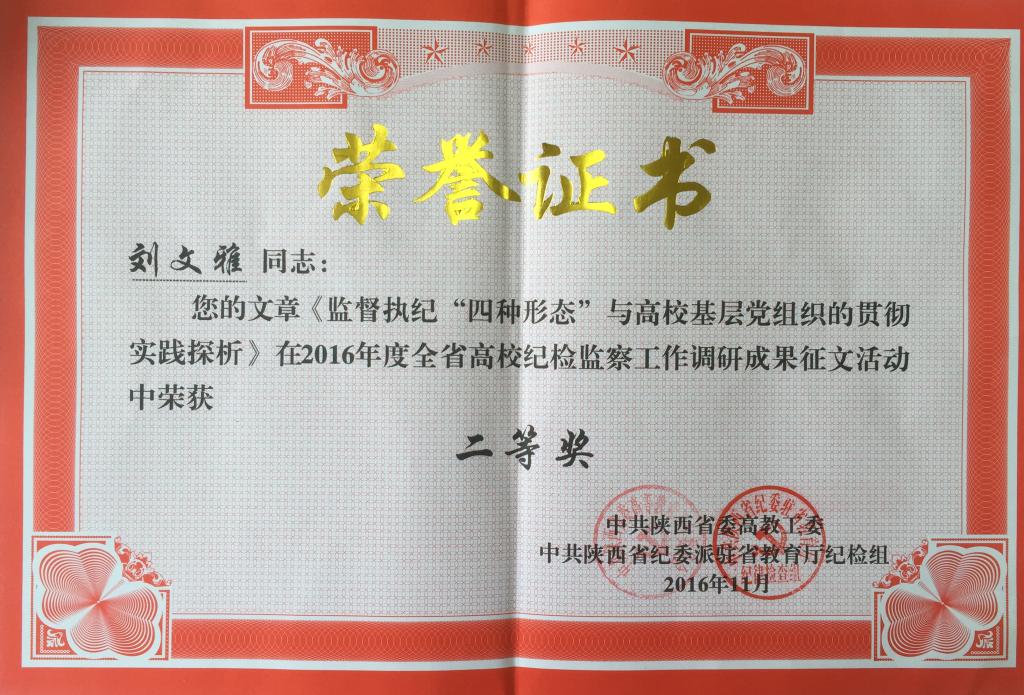 荣誉证书
刘文雅 同志：
您的文章《监督执纪“四种形态”与高校基层党组织的贯彻
实践探析》在2016年度全省高校纪检监察工作调研成果征文活动
中荣获
二等奖
中共陕西省委高教工委
中共陕西省纪委派驻省教育厅纪检组
2016年11月
纪律检查组